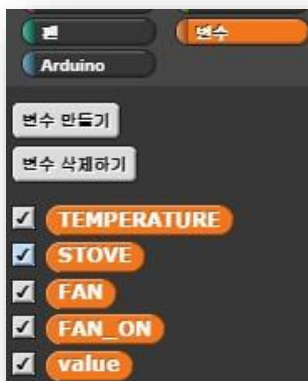 펜 변수
Arduino
변수 만들기
변수 삭제하기
TEMPERATURE
STOVE
FAN
FAN_ON
value